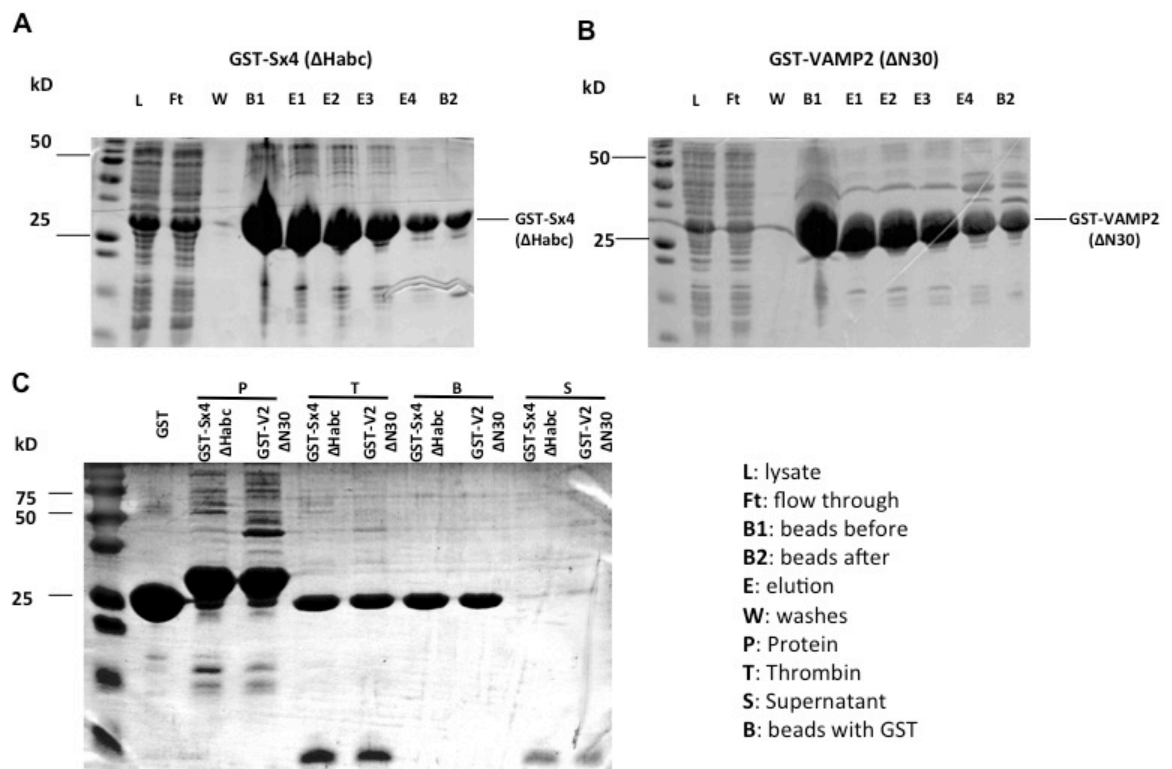 A
GST-Sx4 (ΔHabc)
kD
L Ft W B1 E1 E2 E3 E4 B2
50
25
GST-Sx4
(ΔHabc)
B
GST-VAMP2 (ΔN30)
kD
L Ft W B1 E1 E2 E3 E4 B2
50
25
GST-VAMP2
(ΔN30)
C
P T B S
kD
GST
GST-Sx4
ΔHabc
GST-V2
ΔN30
GST-Sx4
ΔHabc
GST-V2
ΔN30
GST-Sx4
ΔHabc
GST-V2
ΔN30
GST-Sx4
ΔHabc
GST-V2
ΔN30
75
50
25
L: lysate
Ft: flow through
B1: beads before
B2: beads after
E: elution
W: washes
P: Protein
T: Thrombin
S: Supernatant
B: beads with GST